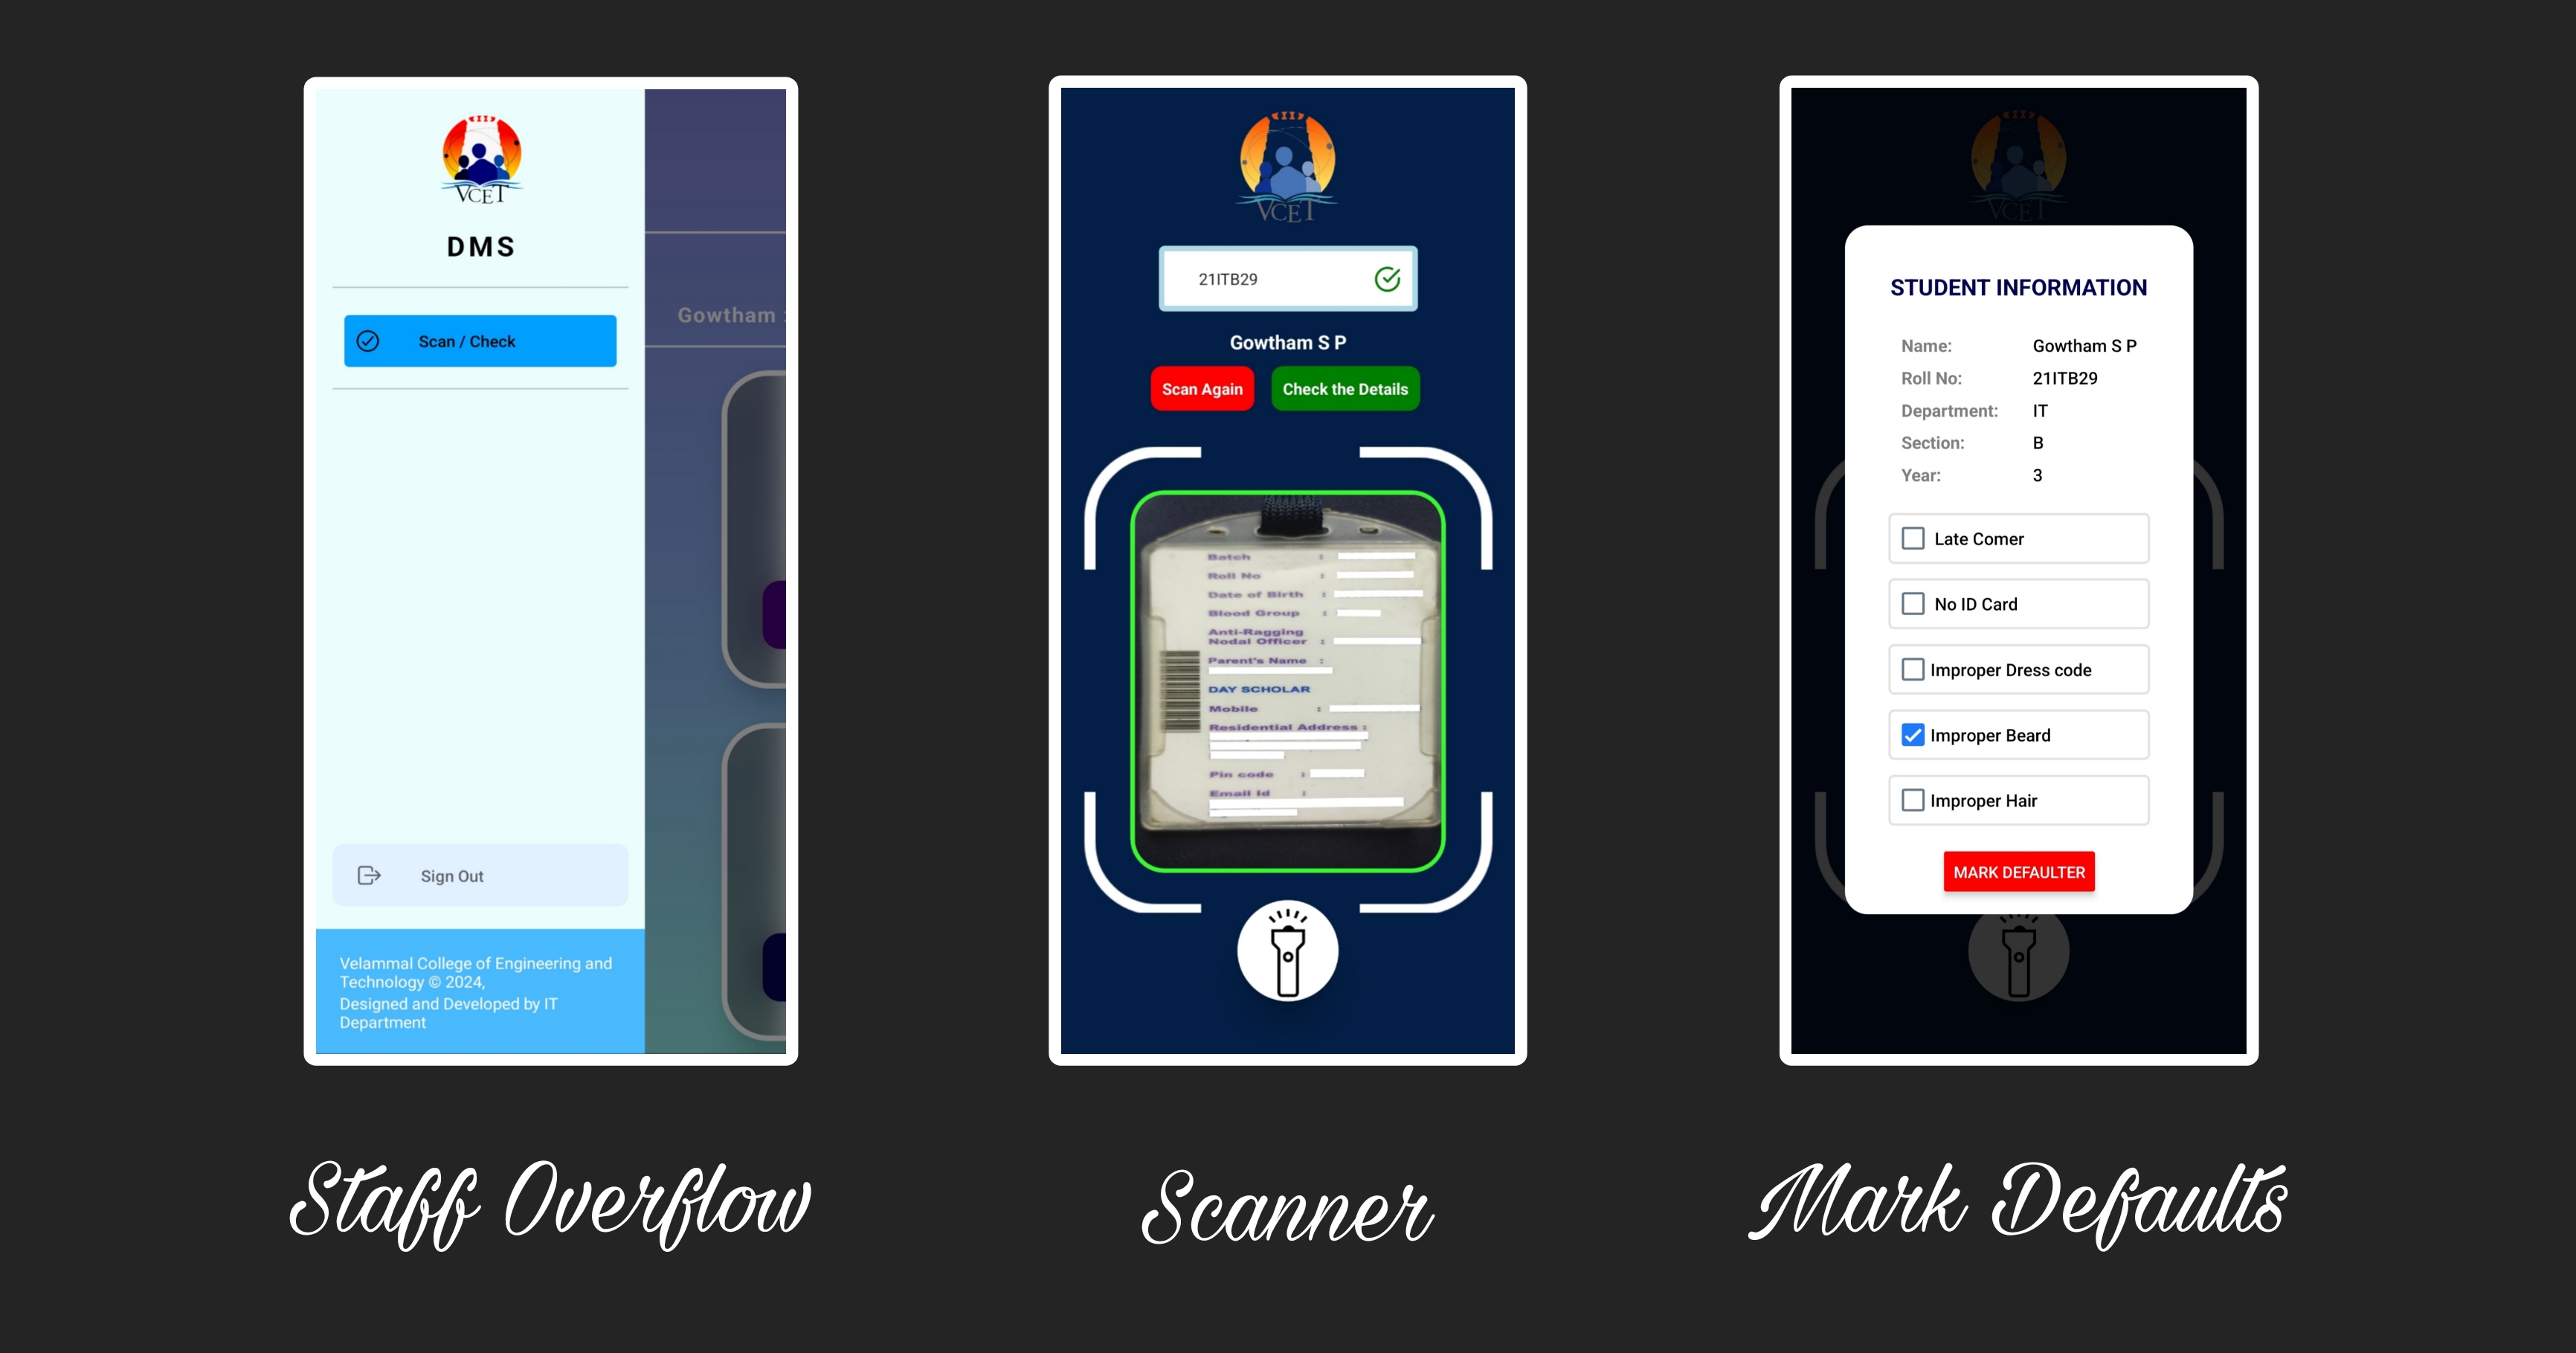 VCET
DMS
Scan / Check
Gowtham :
Sign Out
Velammal College of Engineering and
Technology © 2024,
Designed and Developed by IT
Department
Staff Overflow
VCET
21ITB29
Gowtham S P
Scan Again
Check the Details
Batch :
Roll No :
Date of Birth :
Blood Group :
Anti-Ragging
Nodal Officer :
Parent's Name :
DAY SCHOLAR
Mobile :
Residential Address :
Pin code :
Email Id :
Scanner
VCET
STUDENT INFORMATION
Name: Gowtham S P
Roll No: 21ITB29
Department: IT
Section: B
Year: 3
Late Comer
No ID Card
Improper Dress code
Improper Beard
Improper Hair
MARK DEFAULTER
Mark Defaults